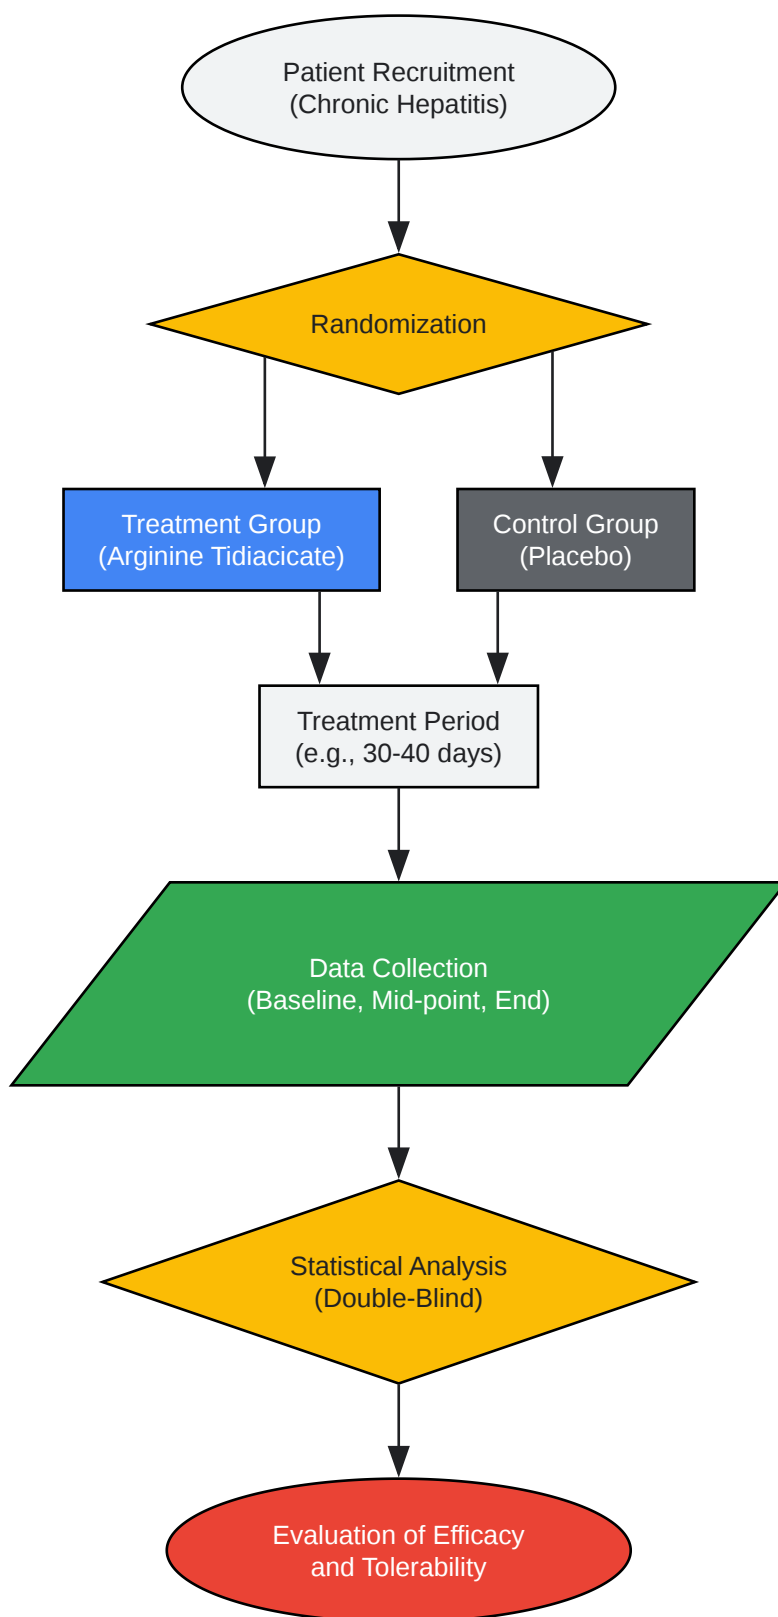 Patient Recruitment
(Chronic Hepatitis)
Randomization
Treatment Group
(Arginine Tidiacicate)
Control Group
(Placebo)
Treatment Period
(e.g., 30-40 days)
Data Collection
(Baseline, Mid-point, End)
Statistical Analysis
(Double-Blind)
Evaluation of Efficacy
and Tolerability